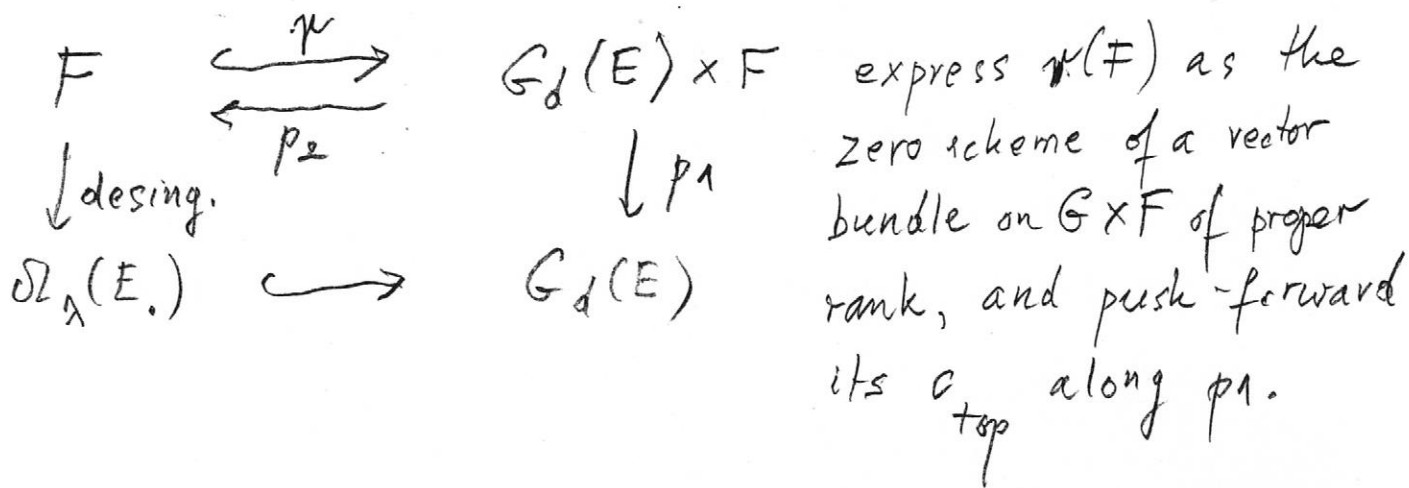 F r G_d(E) × F express r(F) as the
p_2 zero scheme of a vector
desing. p_1 bundle on G×F of proper
Ω_λ(E.) G_d(E) rank, and push-forward
its c_top along p1.